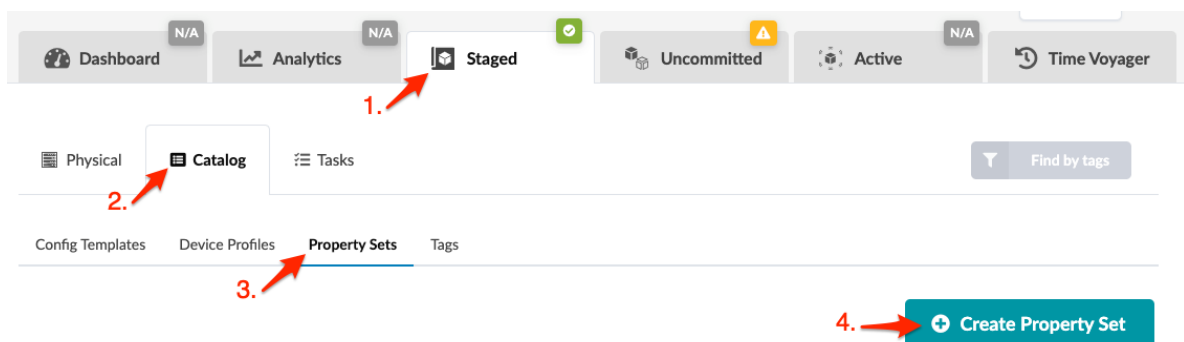 N/A N/A N/A
Dashboard Analytics Staged Uncommitted Active Time Voyager
1.
Physical Catalog Tasks Find by tags
2.
Config Templates Device Profiles Property Sets Tags
3.
4. Create Property Set